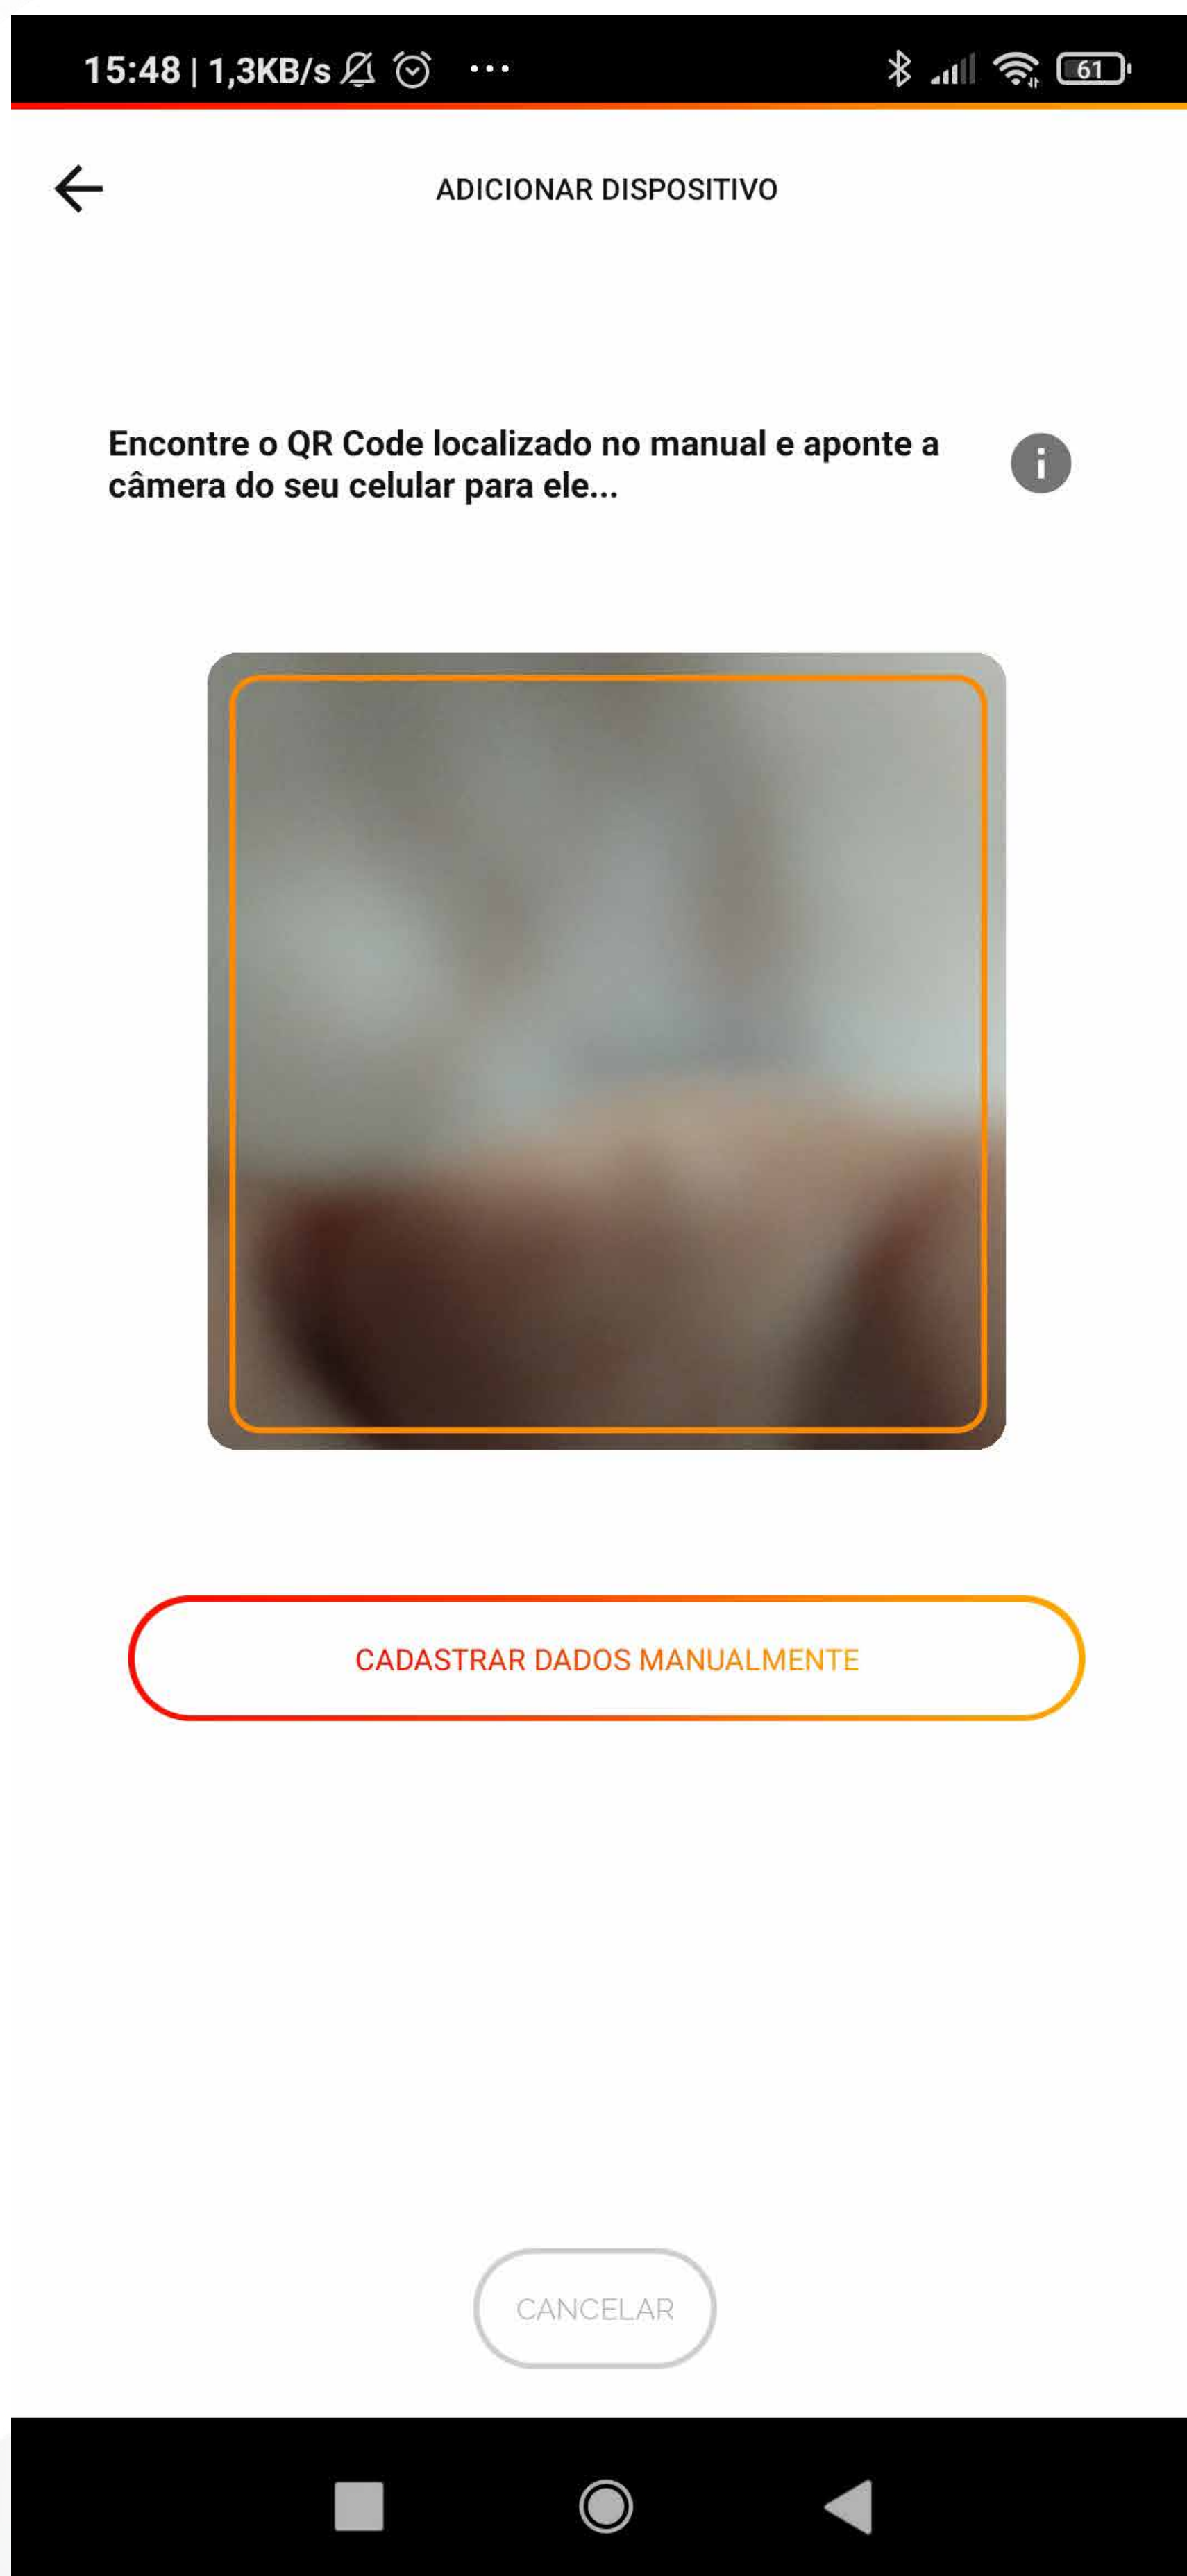 15:48 | 1,3KB/s ... 61
ADICIONAR DISPOSITIVO
Encontre o QR Code localizado no manual e aponte a
câmera do seu celular para ele...
i
CADASTRAR DADOS MANUALMENTE
CANCELAR